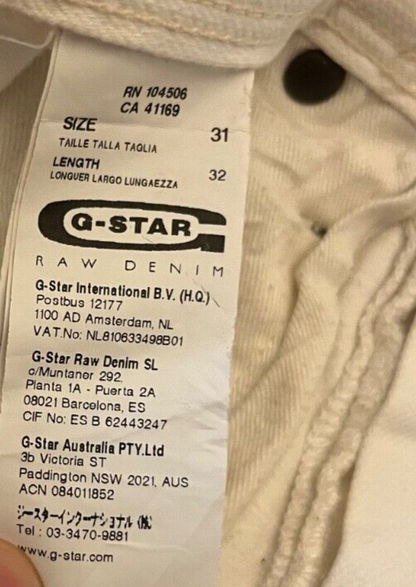 RN 104506
CA 41169
SIZE 31
TAILLE TALLA TAGLIA
LENGTH 32
LONGUER LARGO LUNGAEZZA
G-STAR
RAW DENIM
G-Star International B.V. (H.Q.)
Postbus 12177
1100 AD Amsterdam, NL
VAT.No: NL810633498B01
G-Star Raw Denim SL
c/Muntaner 292,
Planta 1A - Puerta 2A
08021 Barcelona, ES
CIF No: ES B 62443247
G-Star Australia PTY.Ltd
3b Victoria ST
Paddington NSW 2021, AUS
ACN 084011852
ジースターインターナショナル (株)
Tel : 03-3470-9881
www.g-star.com